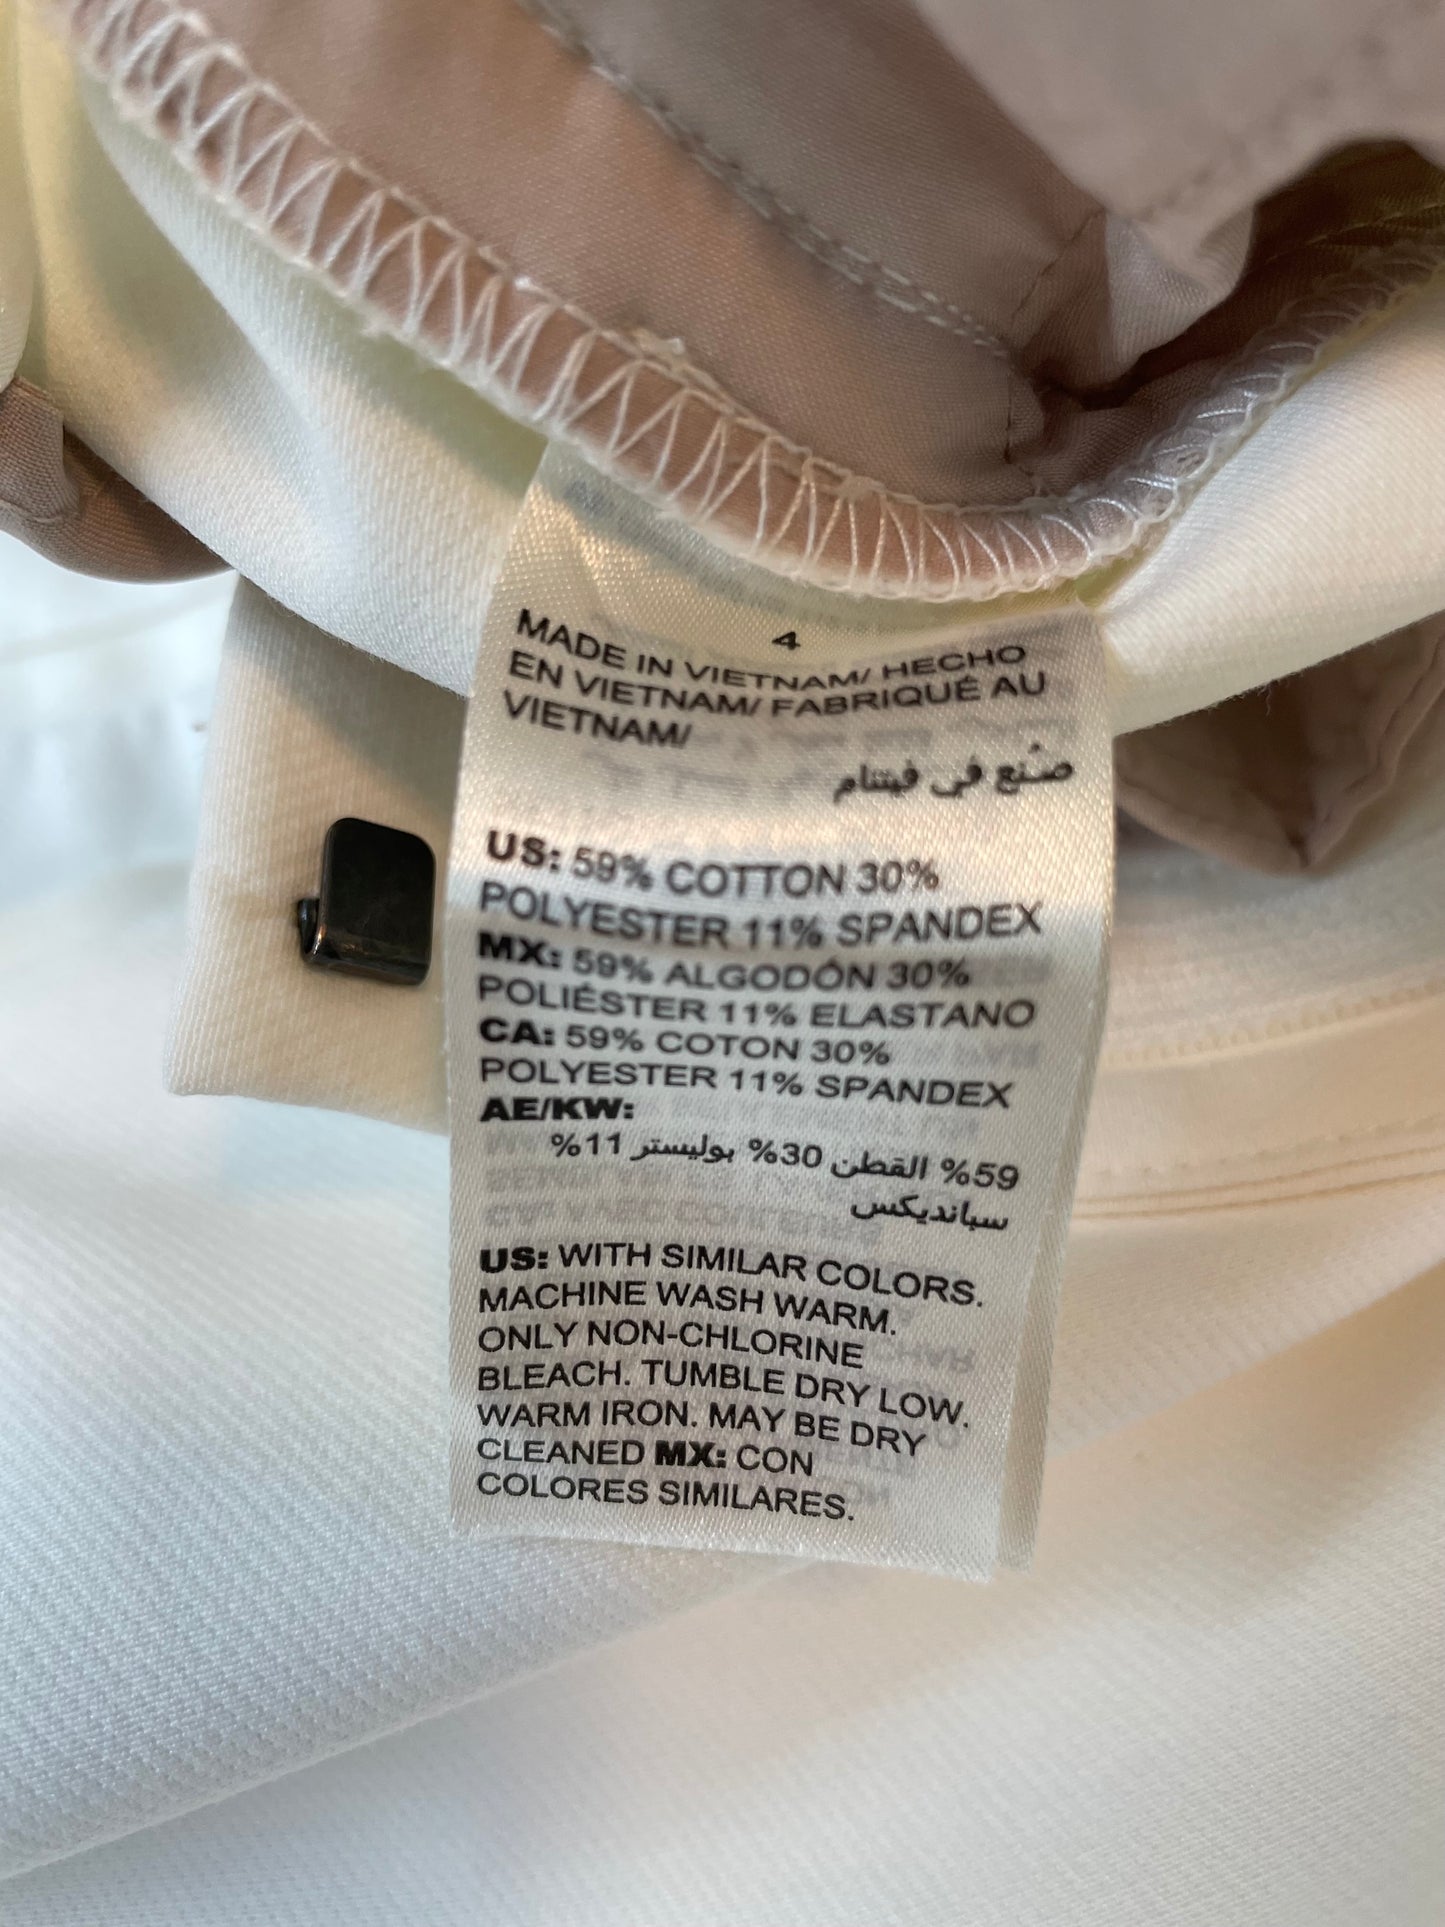 4
MADE IN VIETNAM/ HECHO
EN VIETNAM/ FABRIQUÉ AU
VIETNAM/
صُنع في فيتنام
US: 59% COTTON 30%
POLYESTER 11% SPANDEX
MX: 59% ALGODÓN 30%
POLIÉSTER 11% ELASTANO
CA: 59% COTON 30%
POLYESTER 11% SPANDEX
AE/KW:
59% القطن 30% بوليستر 11%
سبانديكس
US: WITH SIMILAR COLORS.
MACHINE WASH WARM.
ONLY NON-CHLORINE
BLEACH. TUMBLE DRY LOW.
WARM IRON. MAY BE DRY
CLEANED MX: CON
COLORES SIMILARES.